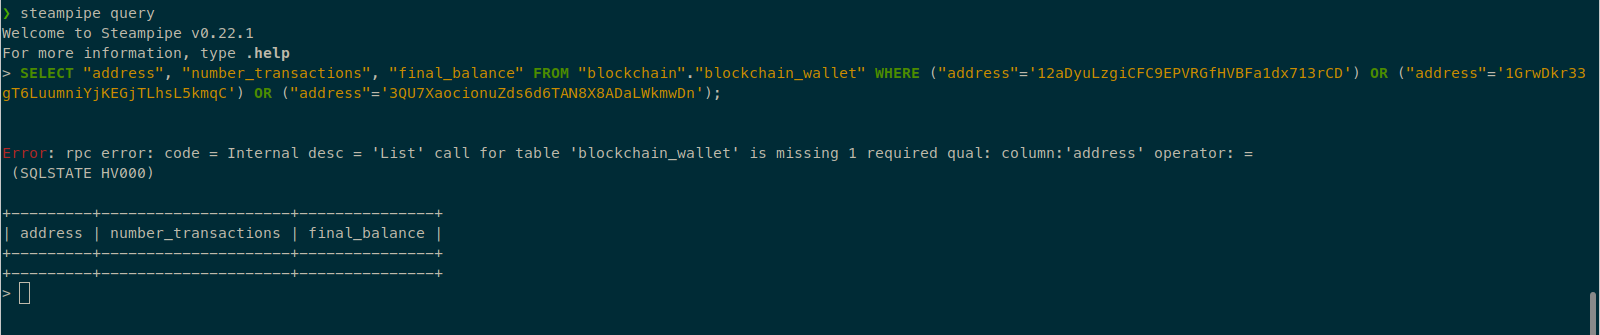 ❯ steampipe query
Welcome to Steampipe v0.22.1
For more information, type .help
> SELECT "address", "number_transactions", "final_balance" FROM "blockchain"."blockchain_wallet" WHERE ("address"='12aDyuLzgiCFC9EPVRGfHVBFa1dx713rCD') OR ("address"='1GrwDkr33
gT6LuumniYjKEGjTLhsL5kmqC') OR ("address"='3QU7XaocionuZds6d6TAN8X8ADaLWkmwDn');
Error: rpc error: code = Internal desc = 'List' call for table 'blockchain_wallet' is missing 1 required qual: column:'address' operator: =
(SQLSTATE HV000)
+---------+---------------------+---------------+
| address | number_transactions | final_balance |
+---------+---------------------+---------------+
+---------+---------------------+---------------+
>